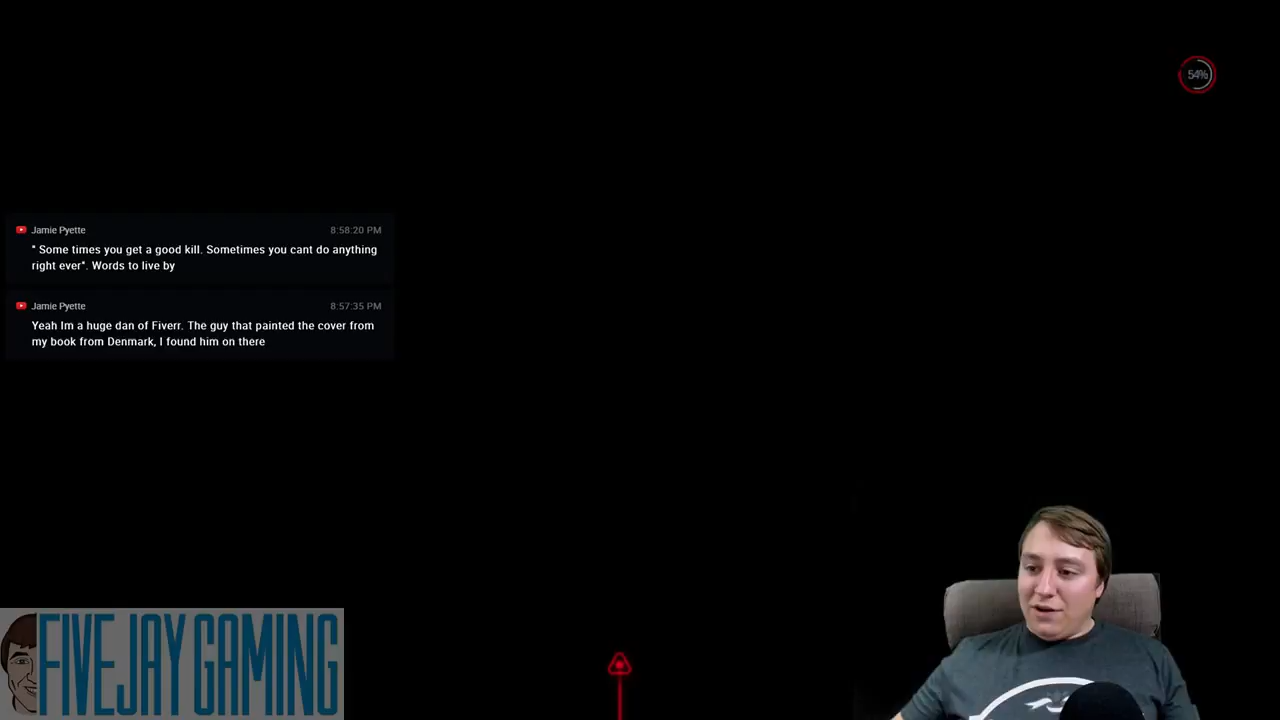 54%
Jamie Pyette 8:58:20 PM
" Some times you get a good kill. Sometimes you cant do anything
right ever". Words to live by
Jamie Pyette 8:57:35 PM
Yeah Im a huge dan of Fiverr. The guy that painted the cover from
my book from Denmark, I found him on there
FIVEJAYGAMING